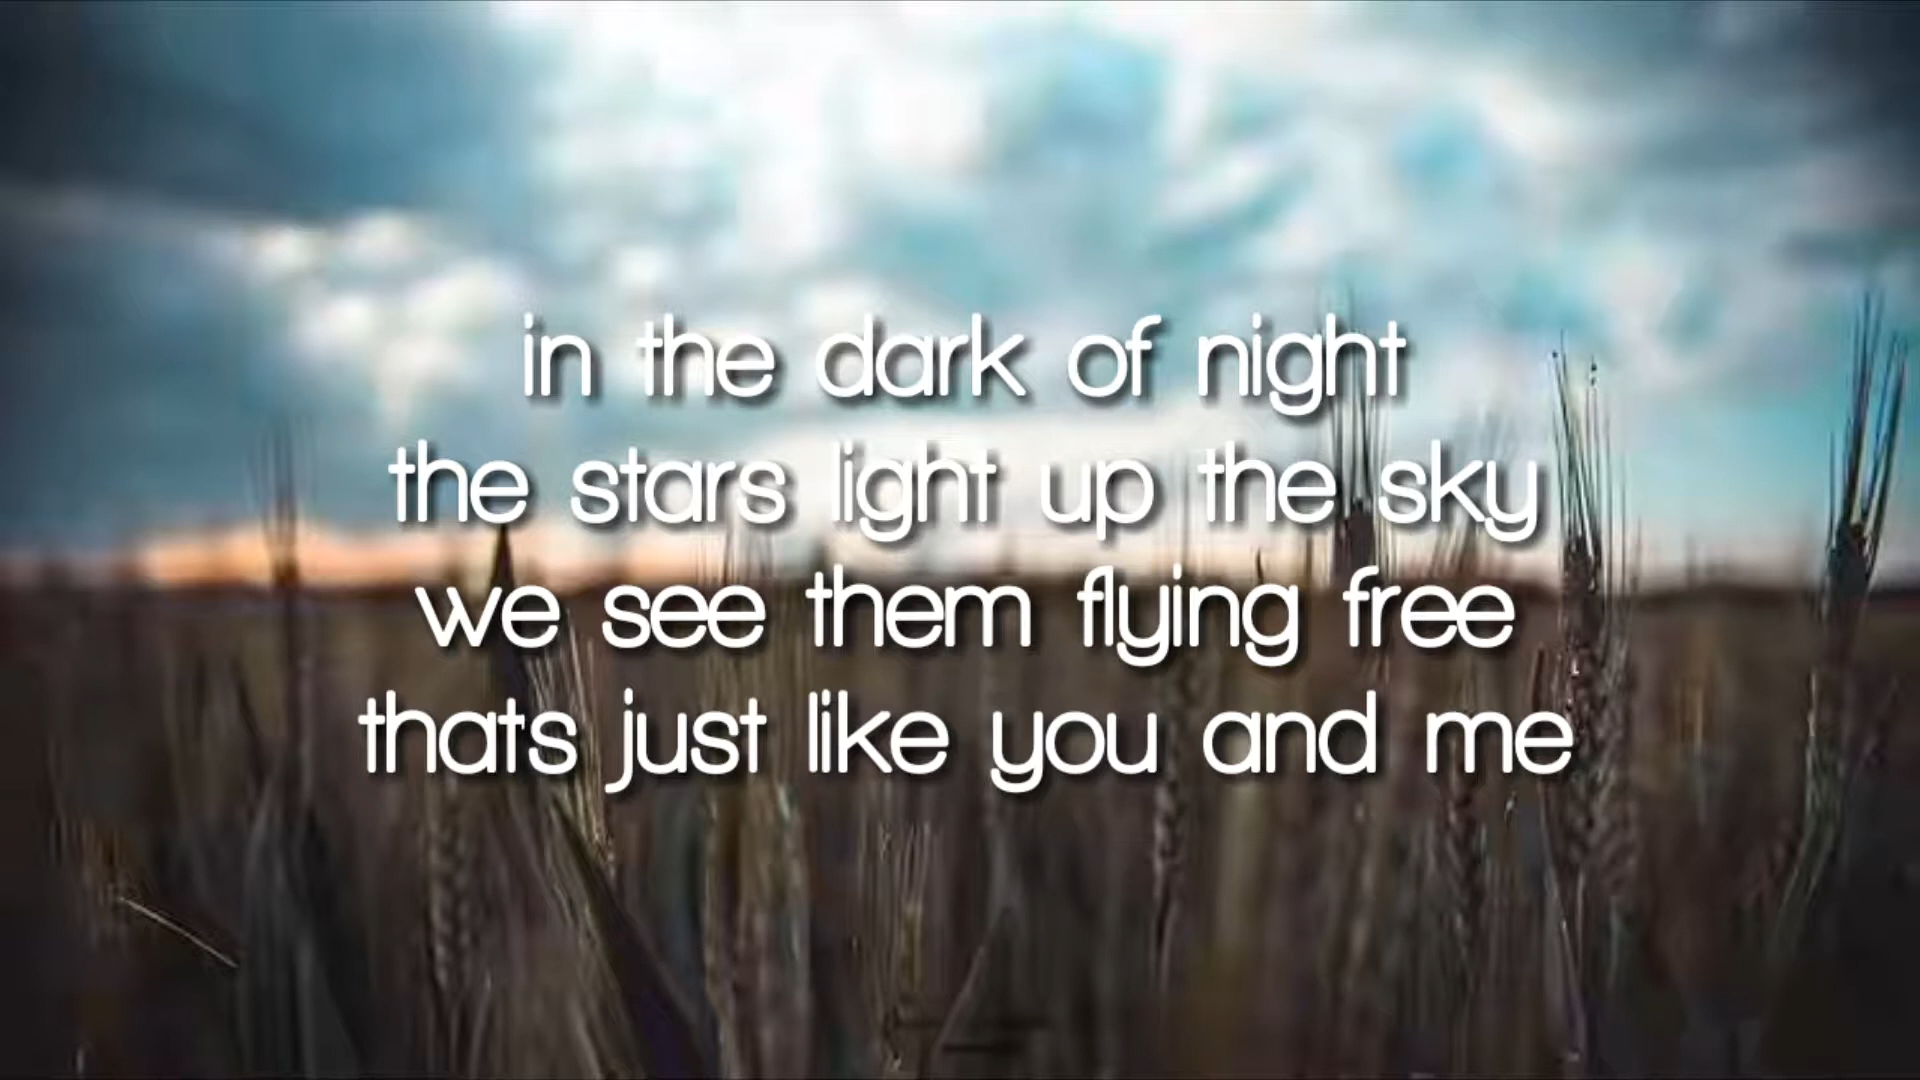 in the dark of night
the stars light up the sky
we see them flying free
thats just like you and me